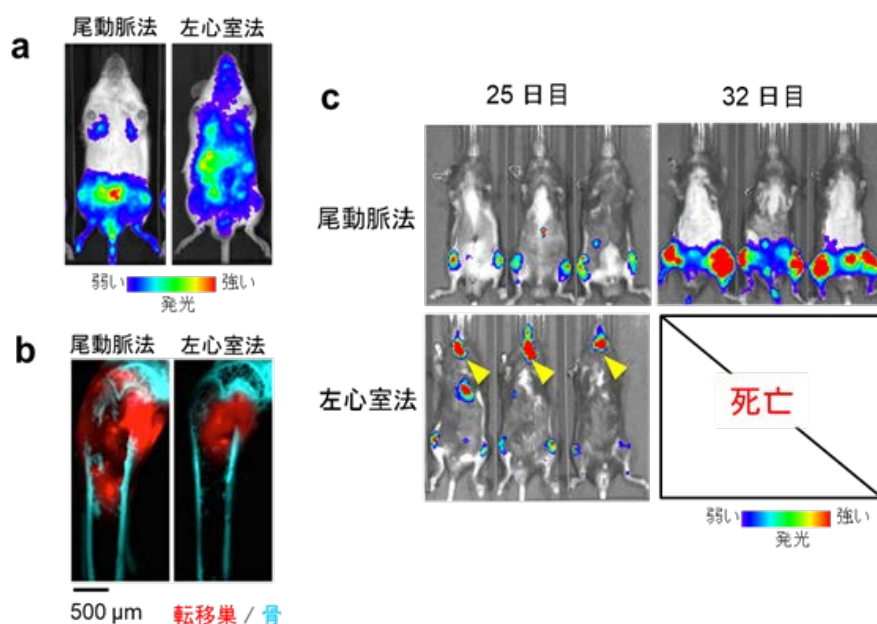 a
尾動脈法 左心室法
弱い 強い
発光
b
尾動脈法 左心室法
500 μm 転移巣 / 骨
c
25 日目 32 日目
尾動脈法
左心室法
死亡
弱い 強い
発光